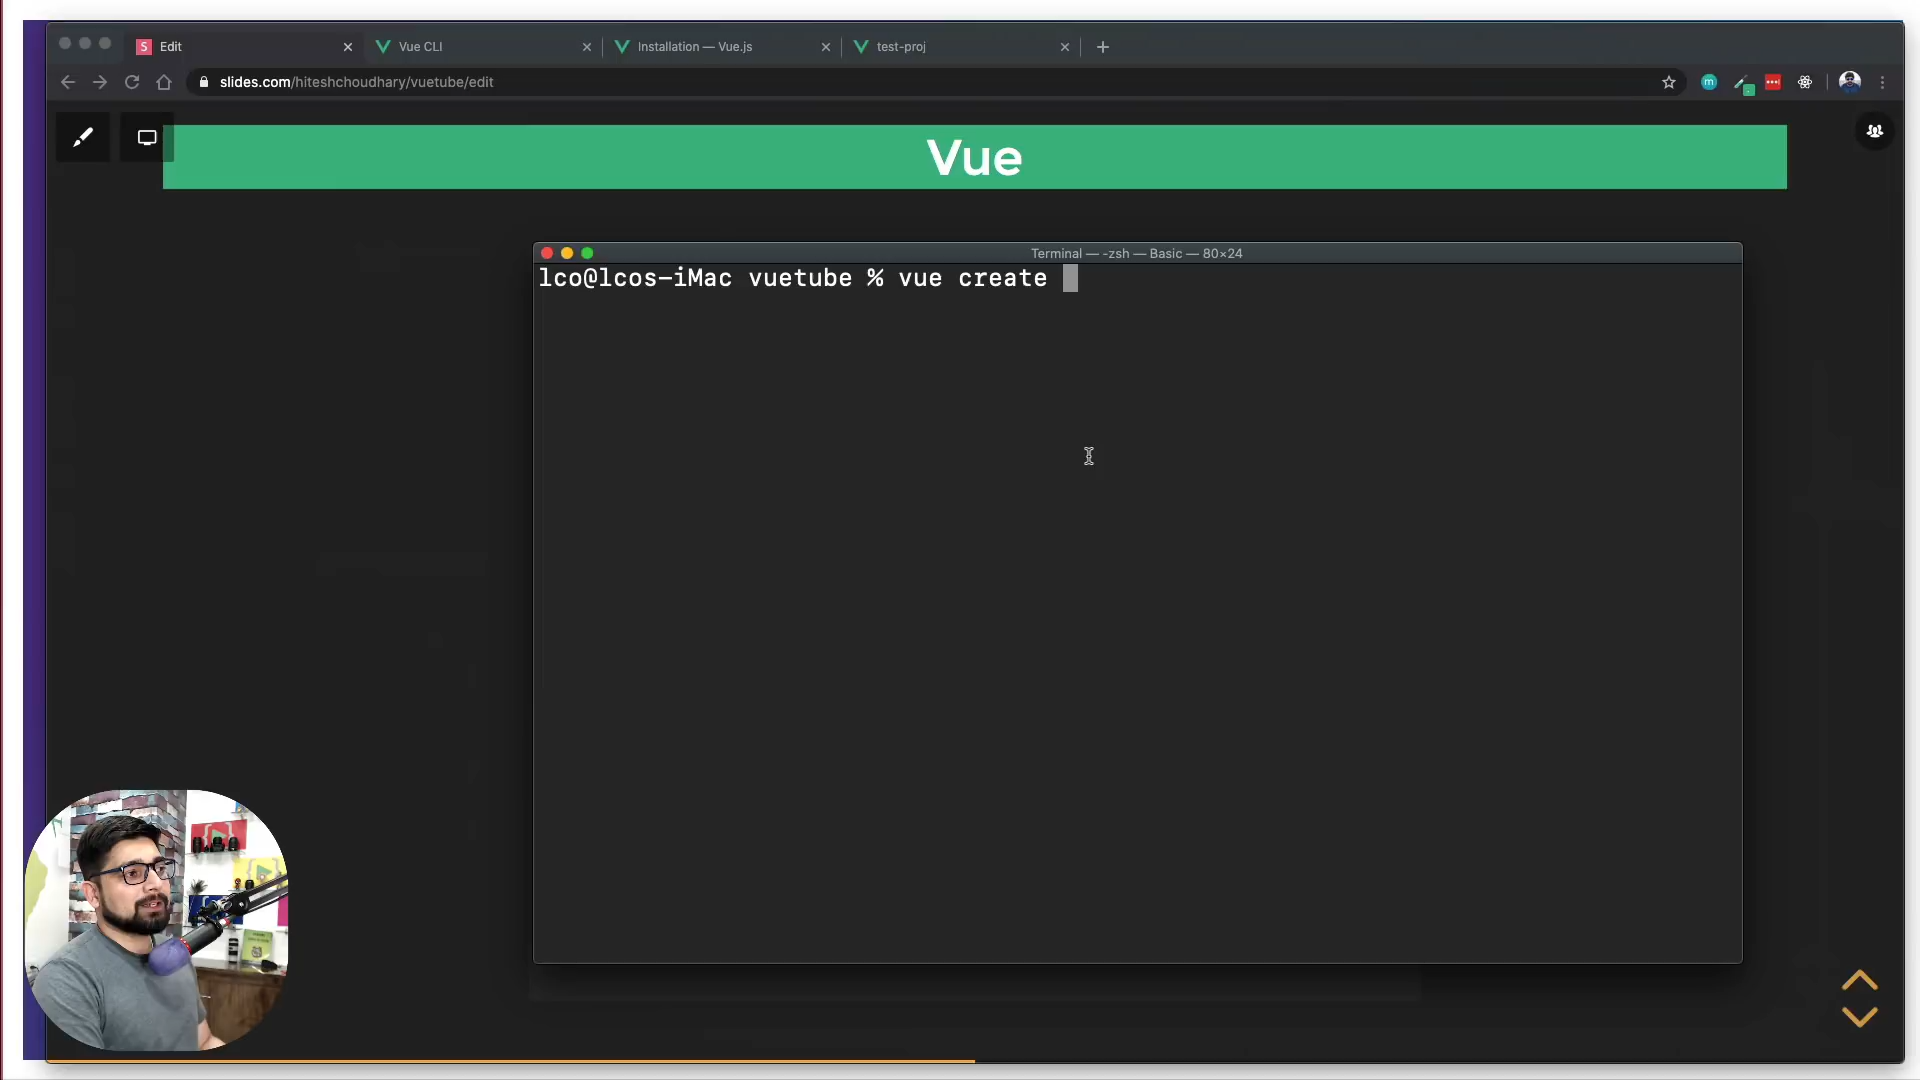 S Edit
Vue CLI
Installation — Vue.js
test-proj
slides.com/hiteshchoudhary/vuetube/edit
m
Vue
Terminal — -zsh — Basic — 80×24
lco@lcos-iMac vuetube % vue create